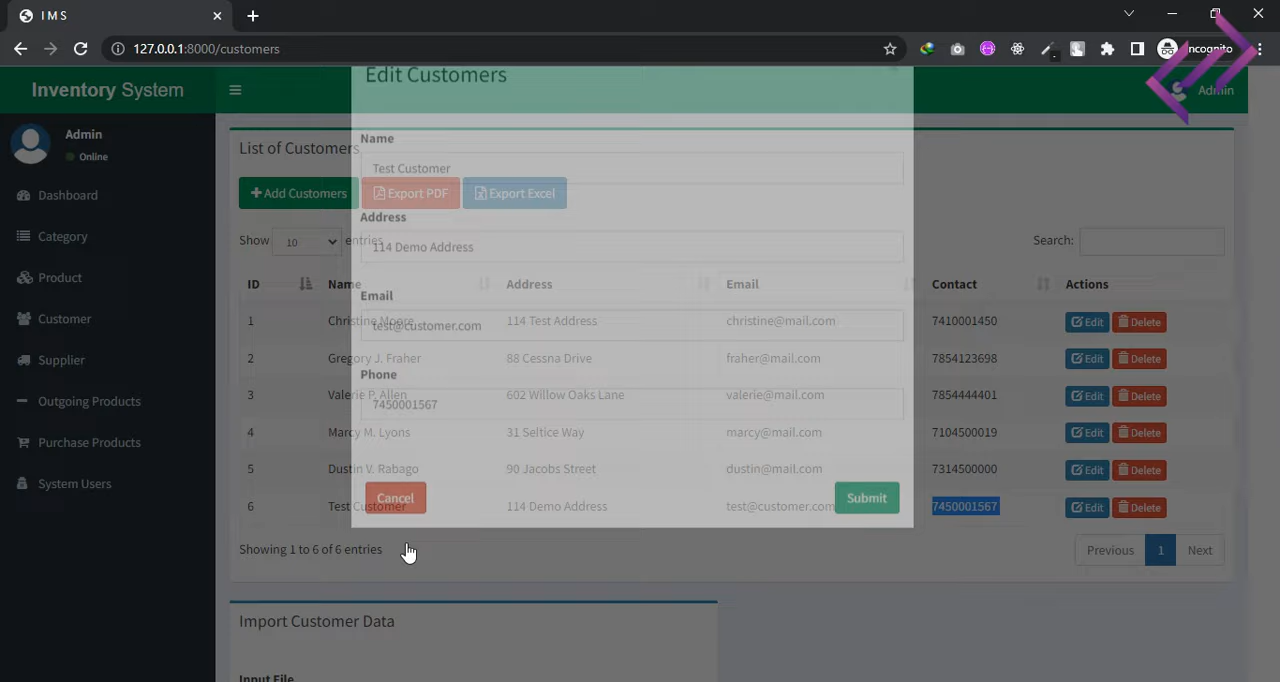 IMS
127.0.0.1:8000/customers
Incognito
Inventory System
Admin
Admin
Online
Dashboard
Category
Product
Customer
Supplier
Outgoing Products
Purchase Products
System Users
List of Customers
Add Customers Export PDF Export Excel
Show 10 entries
Search:
ID Name Address Email Contact Actions
1 Christine Moore 114 Test Address christine@mail.com 7410001450 Edit Delete
2 Gregory J. Fraher 88 Cessna Drive fraher@mail.com 7854123698 Edit Delete
3 Valerie P. Allen 602 Willow Oaks Lane valerie@mail.com 7854444401 Edit Delete
4 Marcy M. Lyons 31 Seltice Way marcy@mail.com 7104500019 Edit Delete
5 Dustin V. Rabago 90 Jacobs Street dustin@mail.com 7314500000 Edit Delete
6 Test Customer 114 Demo Address test@customer.com 7450001567 Edit Delete
Showing 1 to 6 of 6 entries
Previous 1 Next
Import Customer Data
Input File
Edit Customers
Name
Test Customer
Address
114 Demo Address
Email
test@customer.com
Phone
7450001567
Cancel Submit